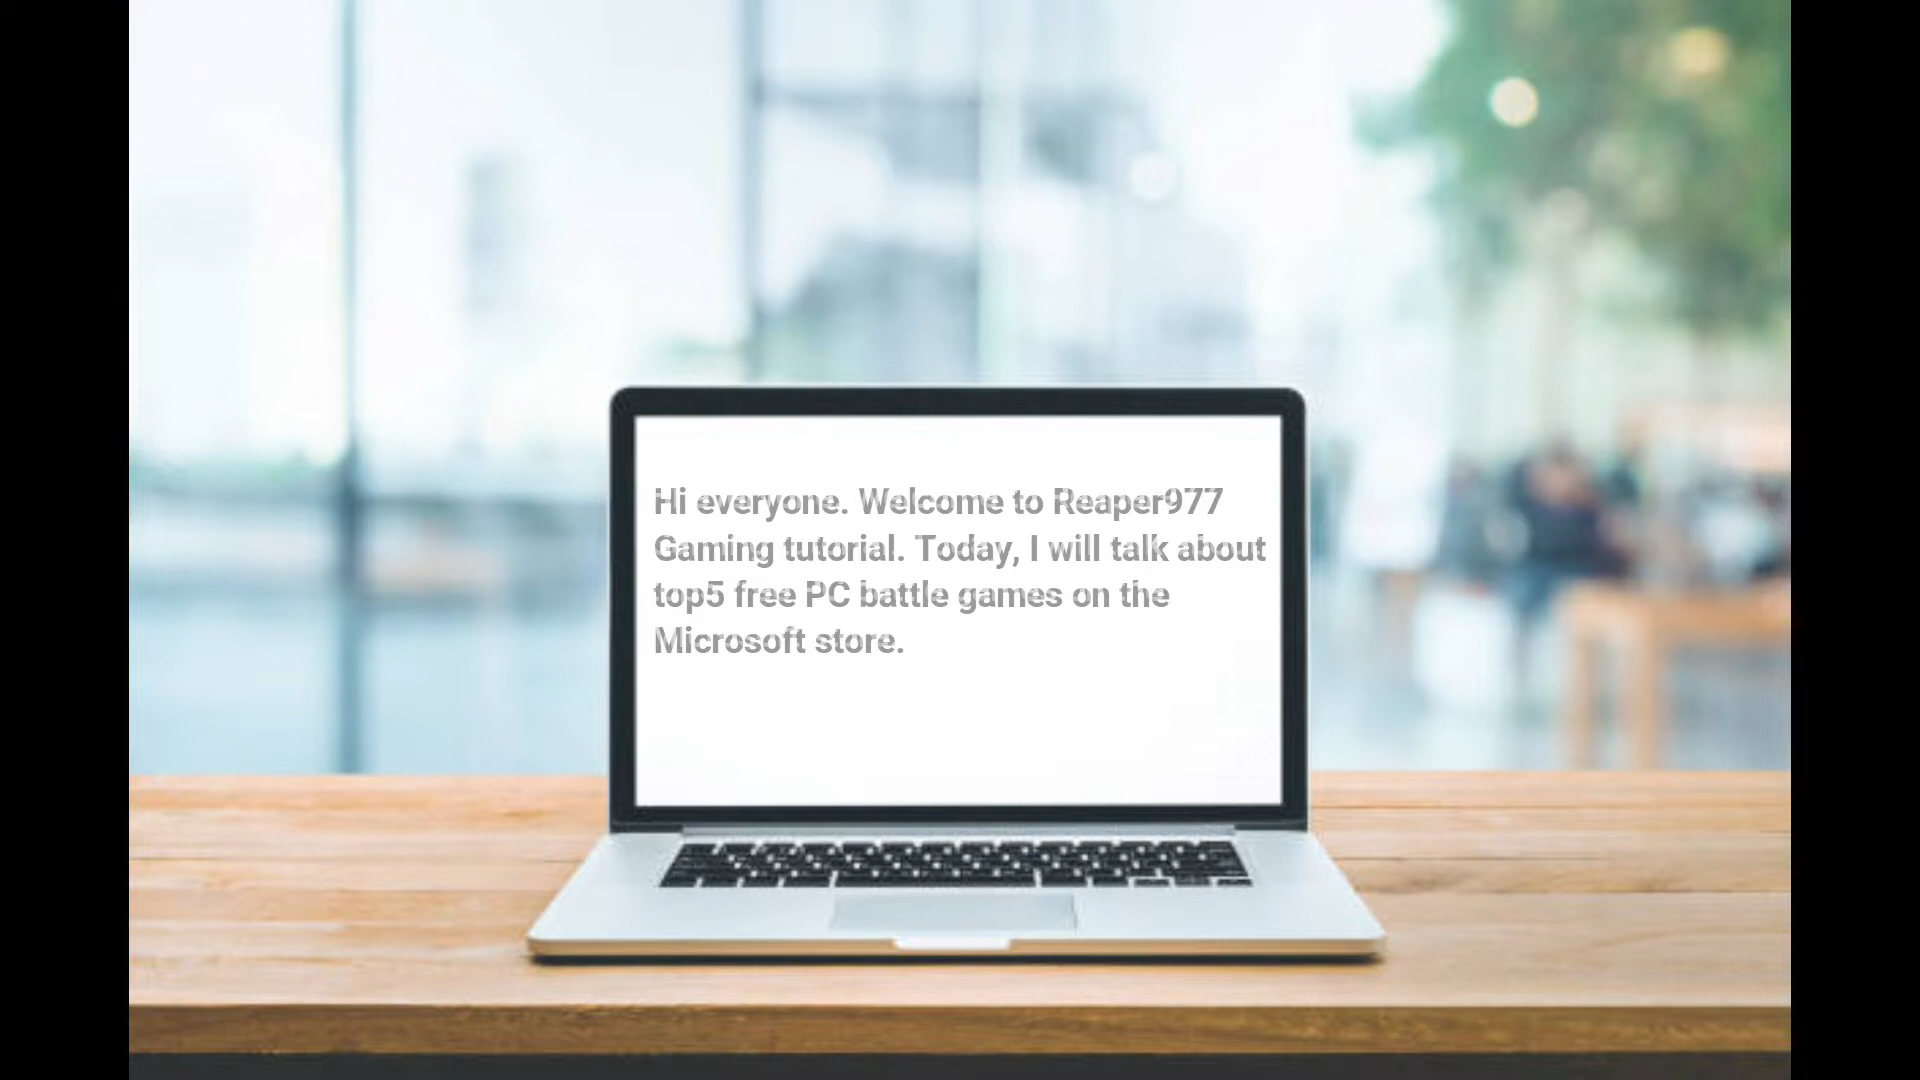 Hi everyone. Welcome to Reaper977
Gaming tutorial. Today, I will talk about
top5 free PC battle games on the
Microsoft store.